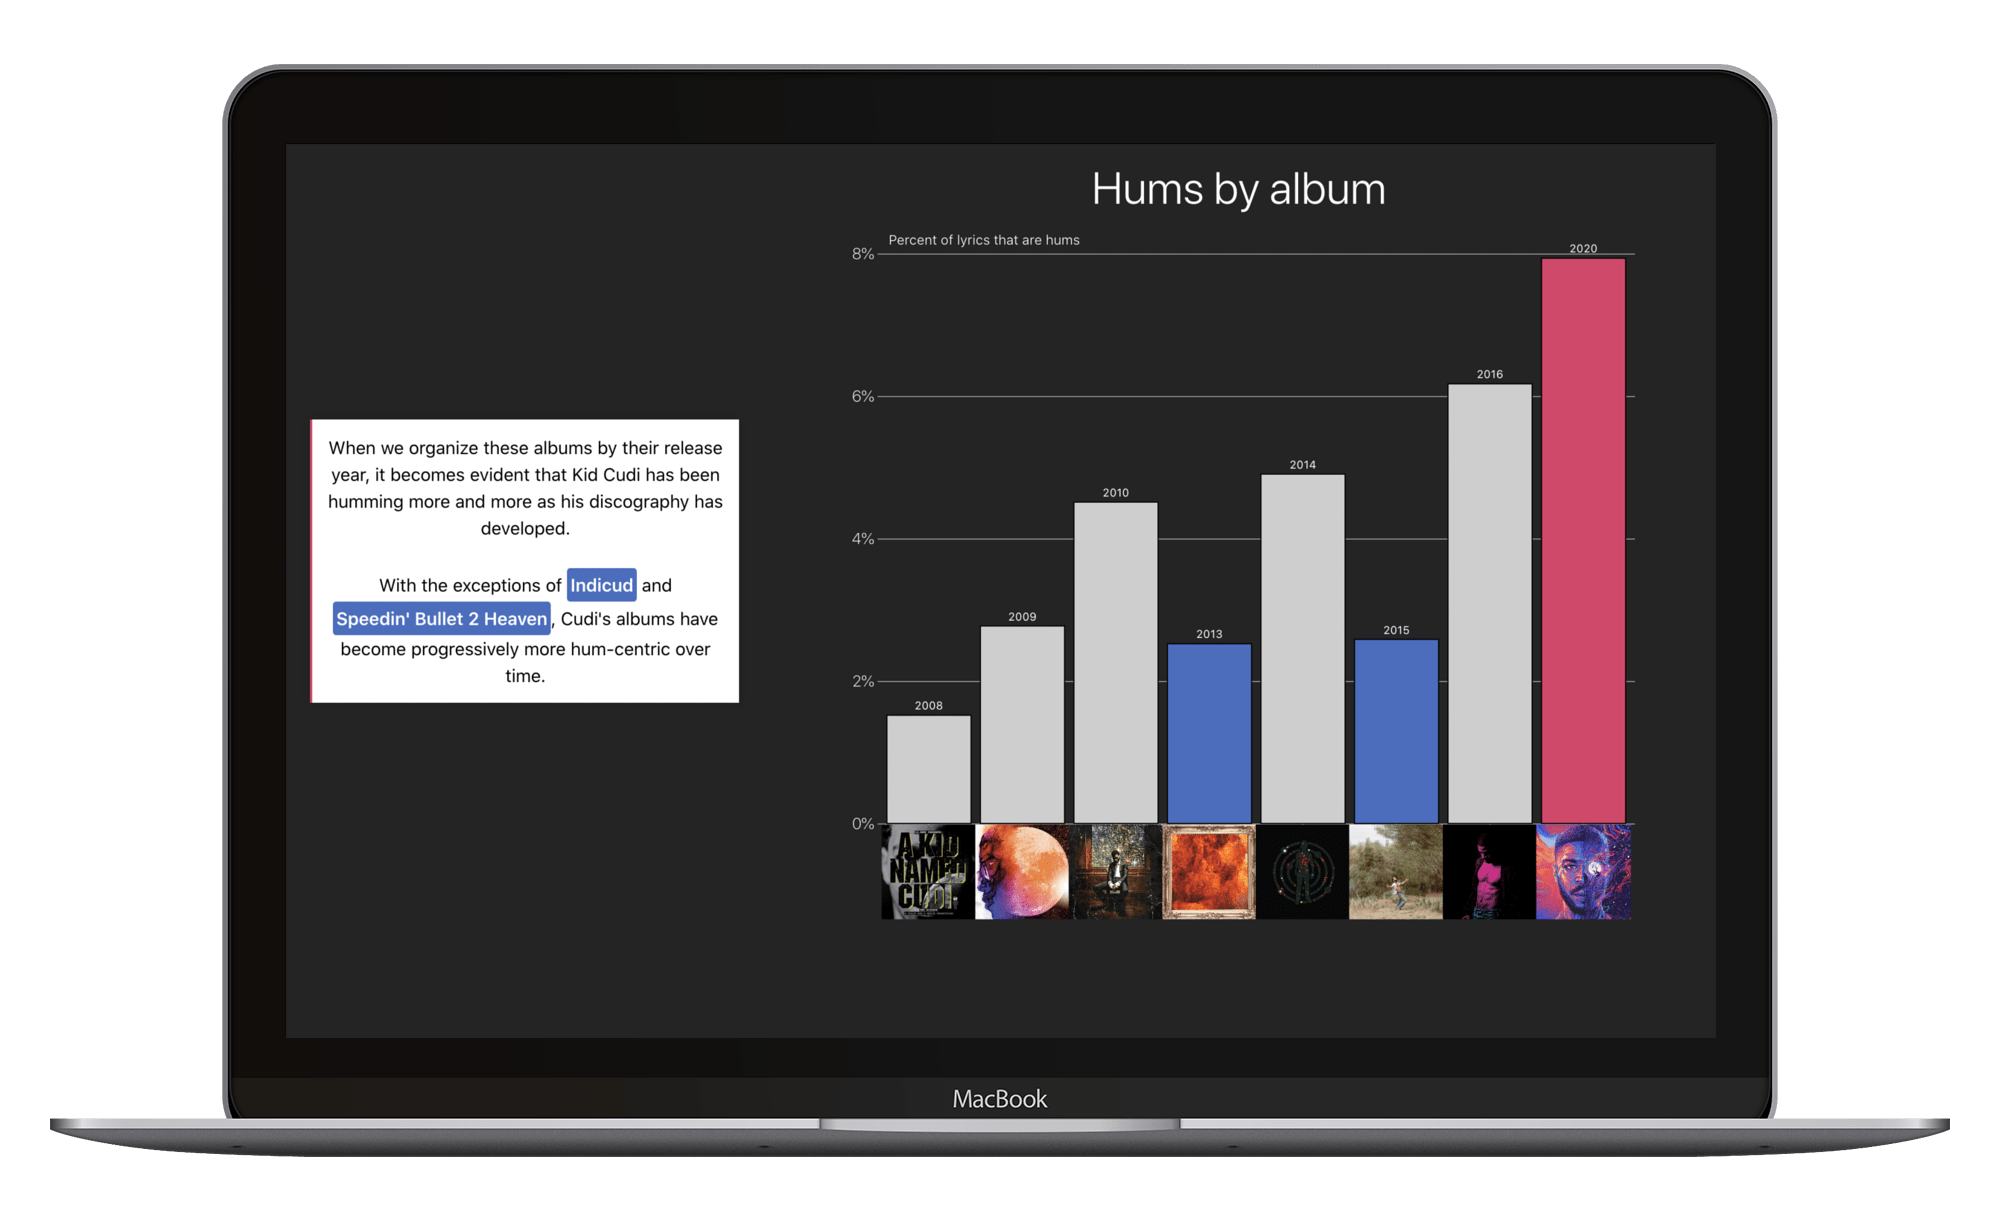 Hums by album
Percent of lyrics that are hums
8%
6%
4%
2%
0%
2008
2009
2010
2013
2014
2015
2016
2020
When we organize these albums by their release
year, it becomes evident that Kid Cudi has been
humming more and more as his discography has
developed.
With the exceptions of Indicud and
Speedin' Bullet 2 Heaven, Cudi's albums have
become progressively more hum-centric over
time.
A KID
NAMED
CUDI
MacBook